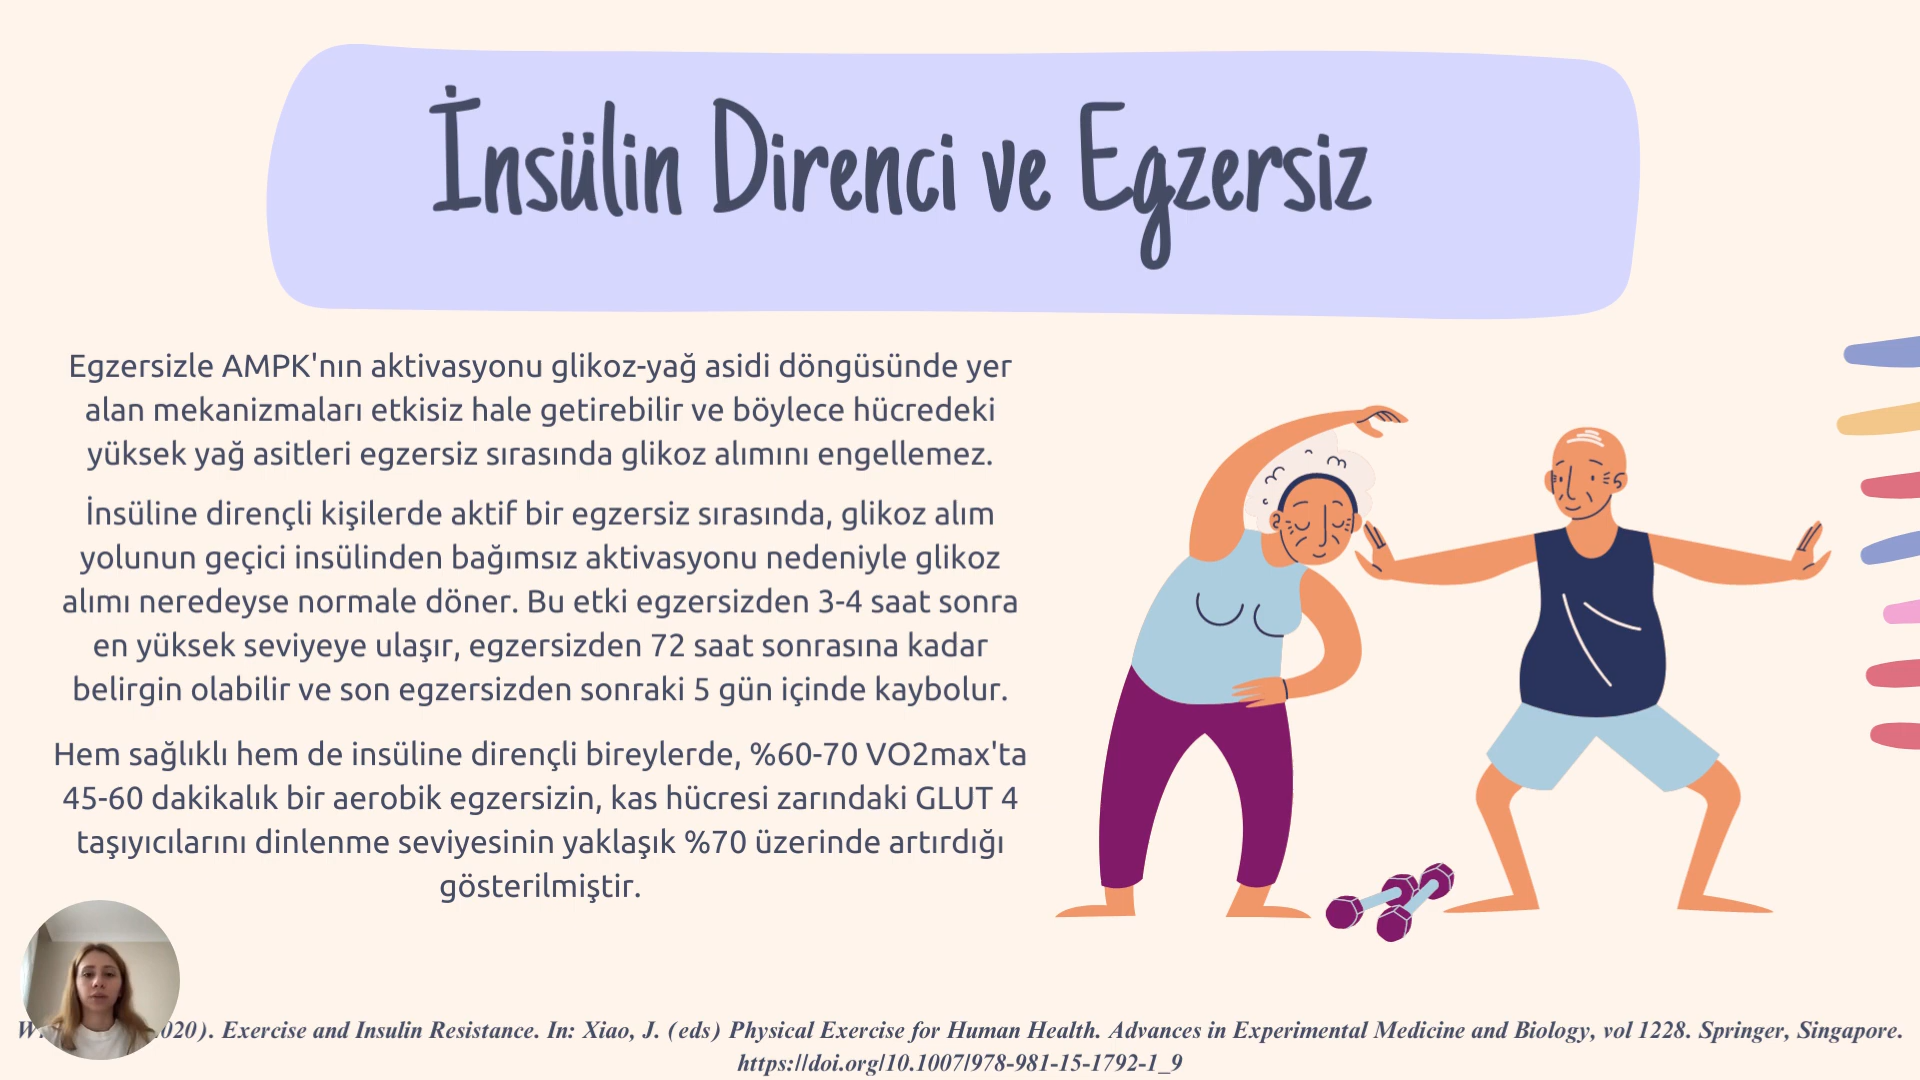 İnsülin Direnci ve Egzersiz
Egzersizle AMPK'nın aktivasyonu glikoz-yağ asidi döngüsünde yer
alan mekanizmaları etkisiz hale getirebilir ve böylece hücredeki
yüksek yağ asitleri egzersiz sırasında glikoz alımını engellemez.
İnsüline dirençli kişilerde aktif bir egzersiz sırasında, glikoz alım
yolunun geçici insülinden bağımsız aktivasyonu nedeniyle glikoz
alımı neredeyse normale döner. Bu etki egzersizden 3-4 saat sonra
en yüksek seviyeye ulaşır, egzersizden 72 saat sonrasına kadar
belirgin olabilir ve son egzersizden sonraki 5 gün içinde kaybolur.
Hem sağlıklı hem de insüline dirençli bireylerde, %60-70 VO2max'ta
45-60 dakikalık bir aerobik egzersizin, kas hücresi zarındaki GLUT 4
taşıyıcılarını dinlenme seviyesinin yaklaşık %70 üzerinde artırdığı
gösterilmiştir.
020). Exercise and Insulin Resistance. In: Xiao, J. (eds) Physical Exercise for Human Health. Advances in Experimental Medicine and Biology, vol 1228. Springer, Singapore.
https://doi.org/10.1007/978-981-15-1792-1_9